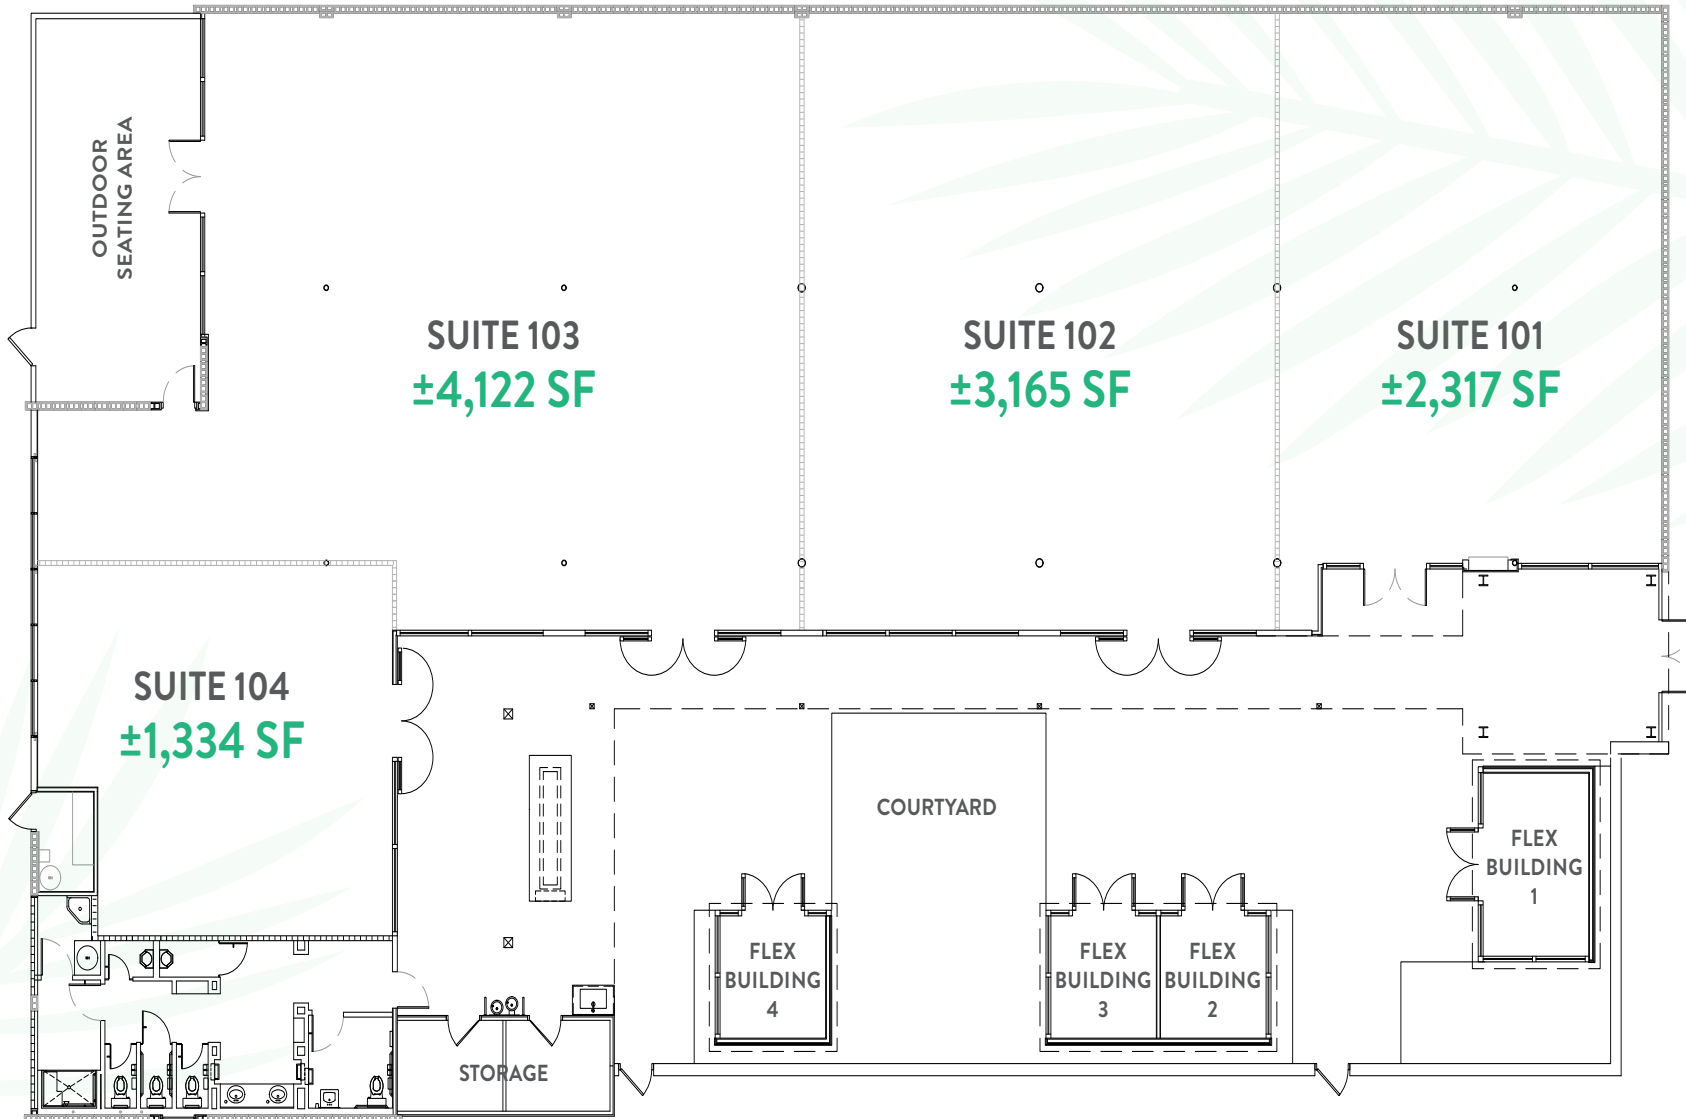 OUTDOOR
SEATING AREA
SUITE 103
±4,122 SF
SUITE 102
±3,165 SF
SUITE 101
±2,317 SF
SUITE 104
±1,334 SF
COURTYARD
FLEX
BUILDING
1
FLEX
BUILDING
4
FLEX
BUILDING
3
FLEX
BUILDING
2
STORAGE